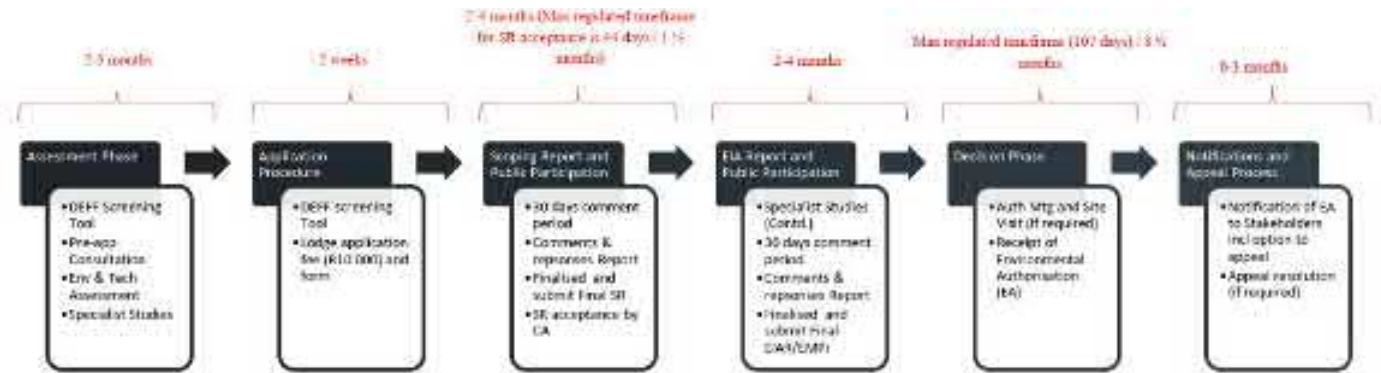 2-4 months (Max regulated timeframe
for SR acceptance is 44 days / 1 ½
months)
2-3 months
2 weeks
2-4 months
Max regulated timeframe (107 days) / 3 ½
months
0-3 months
Assessment Phase
•DEFF Screening
Tool
•Pre-app
Consultation
•Env & Tech
Assessment
•Specialist Studies
Application
Procedure
•DEFF screening
Tool
•Lodge application
fee (R10 000) and
form
Scoping Report and
Public Participation
•30 days comment
period
•Comments &
repsonses Report
•Finalised and
submit Final SR
•SR acceptance by
CA
EIA Report and
Public Participation
•Specialist Studies
(Contd.)
•30 days comment
period
•Comments &
repsonses Report
•Finalised and
submit Final
EIAR/EMPr
Decision Phase
•Auth Mtg and Site
Visit (if required)
•Receipt of
Environmental
Authorisation
(EA)
Notifications and
Appeal Process
•Notification of EA
to Stakeholders
incl option to
appeal
•Appeal resolution
(if required)